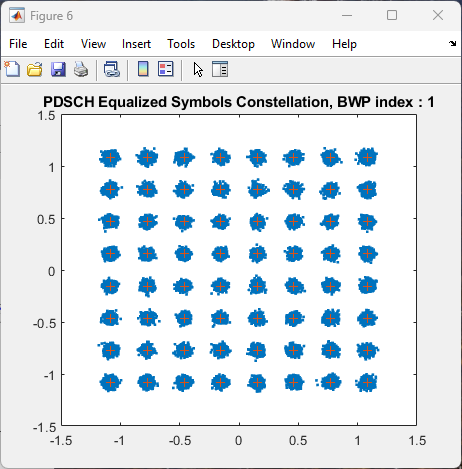 Figure 6
File Edit View Insert Tools Desktop Window Help
PDSCH Equalized Symbols Constellation, BWP index : 1
1.5
1
0.5
0
-0.5
-1
-1.5
-1.5 -1 -0.5 0 0.5 1 1.5